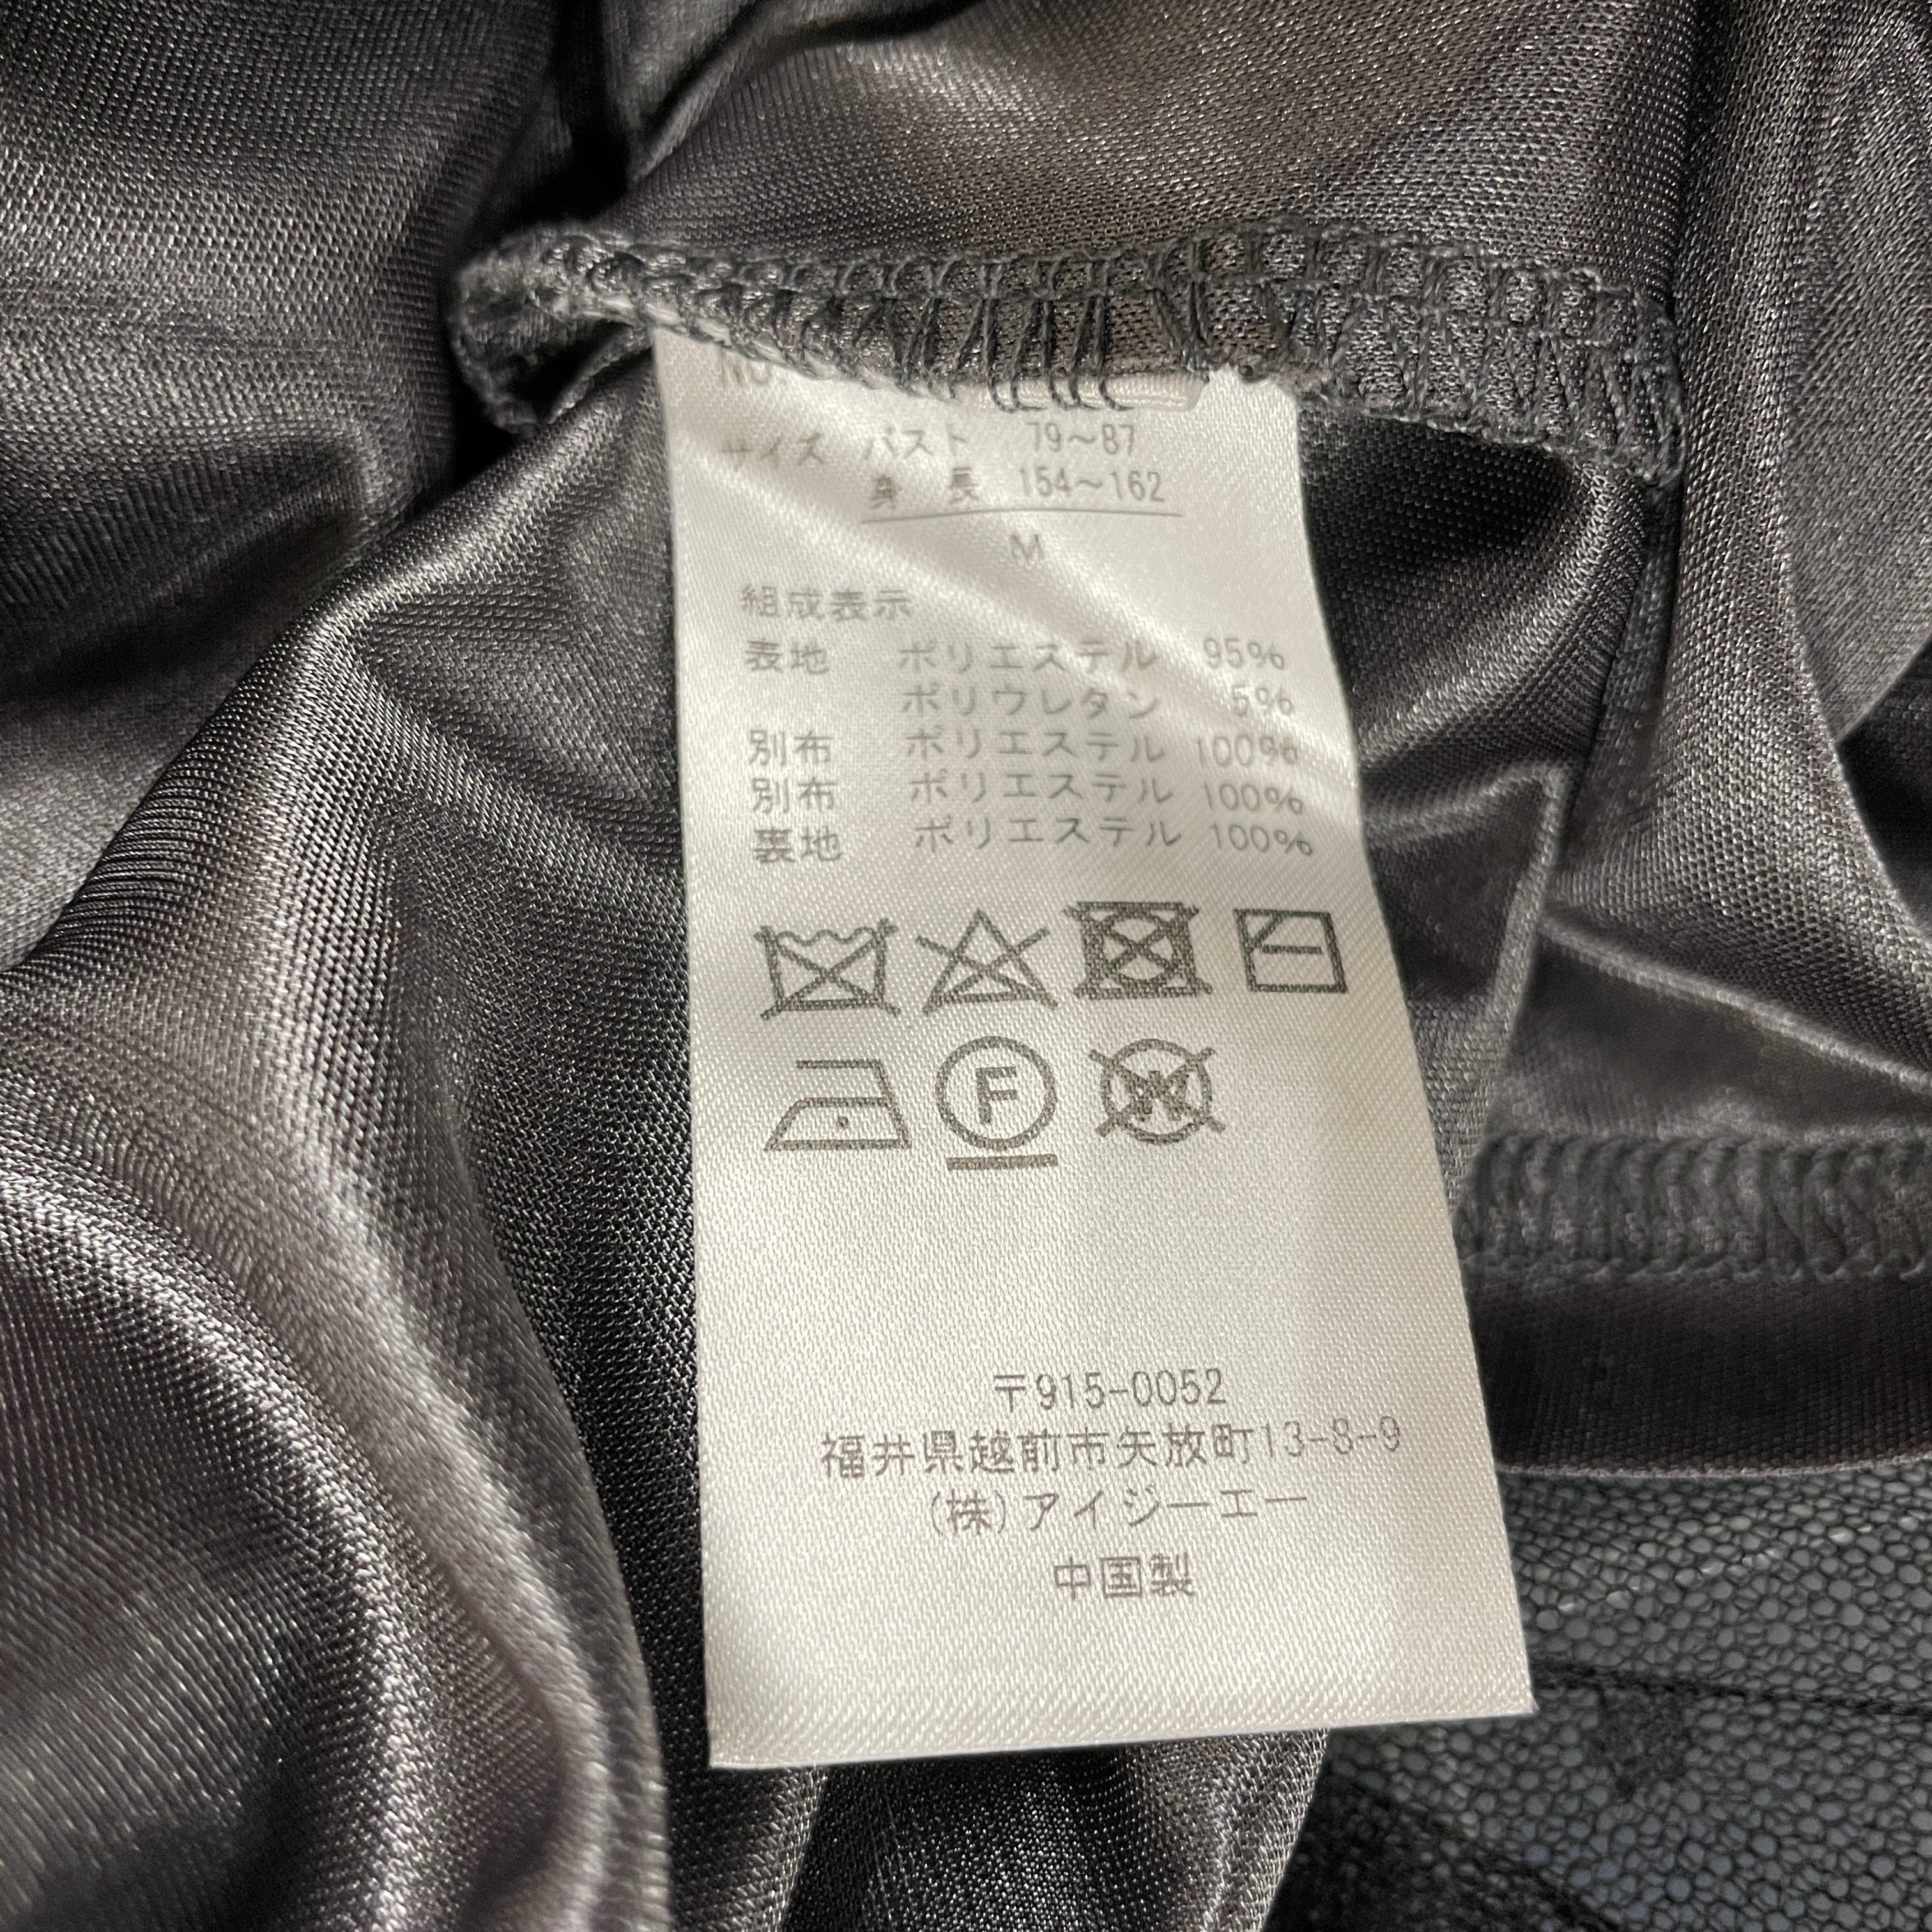 No.
サイズ バスト 79～87
身 長 154～162
M
組成表示
表地 ポリエステル 95%
ポリウレタン 5%
別布 ポリエステル 100%
別布 ポリエステル 100%
裏地 ポリエステル 100%
F
W
〒915-0052
福井県越前市矢放町13-8-9
(株)アイジーエー
中国製